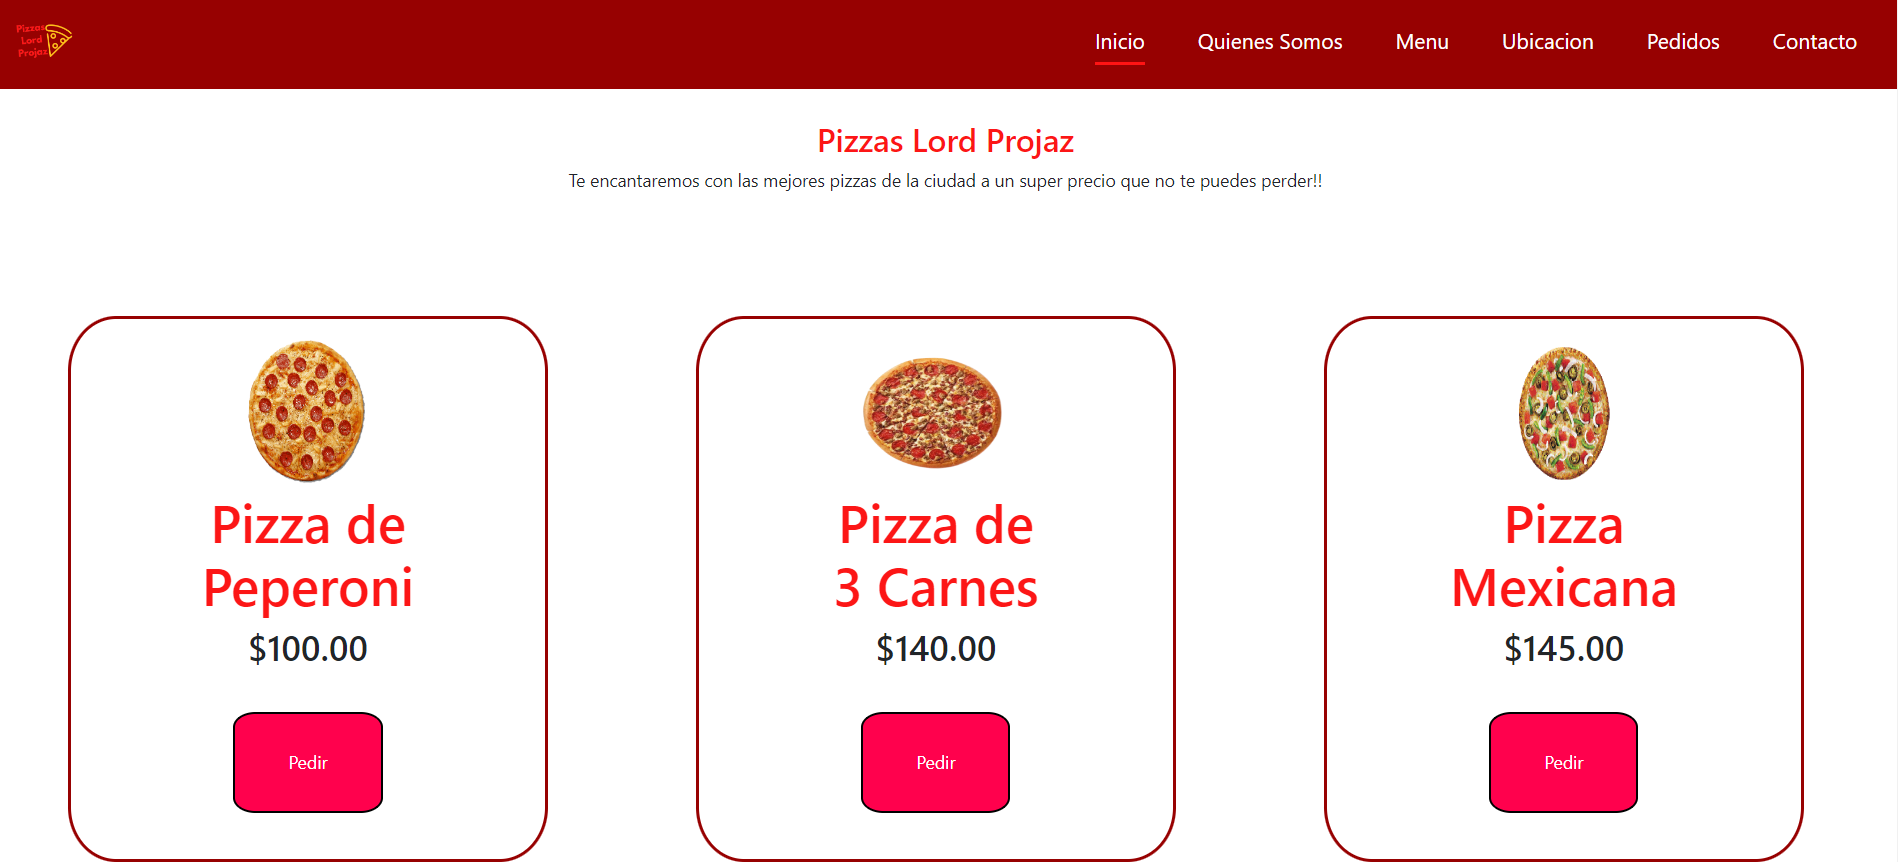 Pizzas
Lord
Projaz
Inicio Quienes Somos Menu Ubicacion Pedidos Contacto
Pizzas Lord Projaz
Te encantaremos con las mejores pizzas de la ciudad a un super precio que no te puedes perder!!
Pizza de
Peperoni
$100.00
Pedir
Pizza de
3 Carnes
$140.00
Pedir
Pizza
Mexicana
$145.00
Pedir